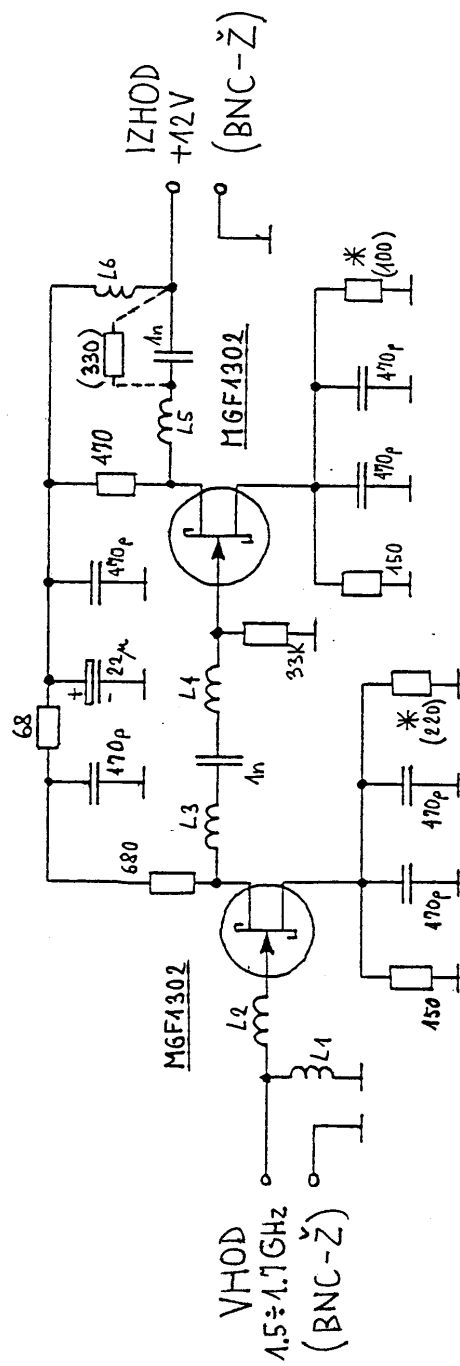 VHOD
1.5÷1.7GHz
(BNC-Ž)
L1
L2
MGF1302
680
470p
68
+
-
22µ
470p
470
L3
1n
L4
33k
150
470p
470p
*
(220)
MGF1302
L5
1n
(330)
L6
150
470p
470p
*
(100)
IZHOD
+12V
(BNC-Ž)